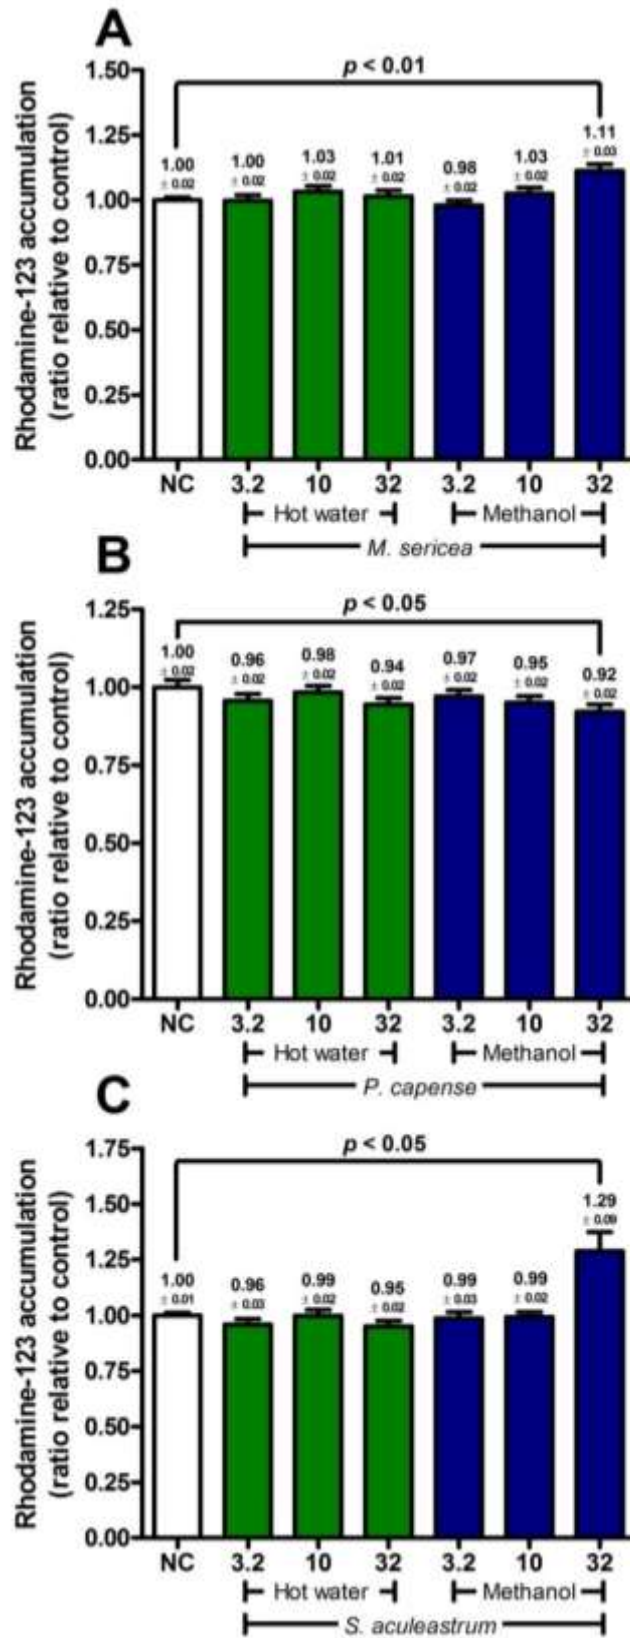 A
Rhodamine-123 accumulation
(ratio relative to control)
1.50
1.25
1.00
0.75
0.50
0.25
0.00
p < 0.01
1.00 1.00 1.03 1.01 0.98 1.03 1.11
± 0.02 ± 0.02 ± 0.02 ± 0.02 ± 0.02 ± 0.02 ± 0.03
NC 3.2 10 32 3.2 10 32
Hot water Methanol
M. sericea
B
Rhodamine-123 accumulation
(ratio relative to control)
1.25
1.00
0.75
0.50
0.25
0.00
p < 0.05
1.00 0.96 0.98 0.94 0.97 0.95 0.92
± 0.02 ± 0.02 ± 0.02 ± 0.02 ± 0.02 ± 0.02 ± 0.02
NC 3.2 10 32 3.2 10 32
Hot water Methanol
P. capense
C
Rhodamine-123 accumulation
(ratio relative to control)
1.75
1.50
1.25
1.00
0.75
0.50
0.25
0.00
p < 0.05
1.00 0.96 0.99 0.95 0.99 0.99 1.29
± 0.01 ± 0.03 ± 0.02 ± 0.02 ± 0.03 ± 0.02 ± 0.09
NC 3.2 10 32 3.2 10 32
Hot water Methanol
S. aculeastrum